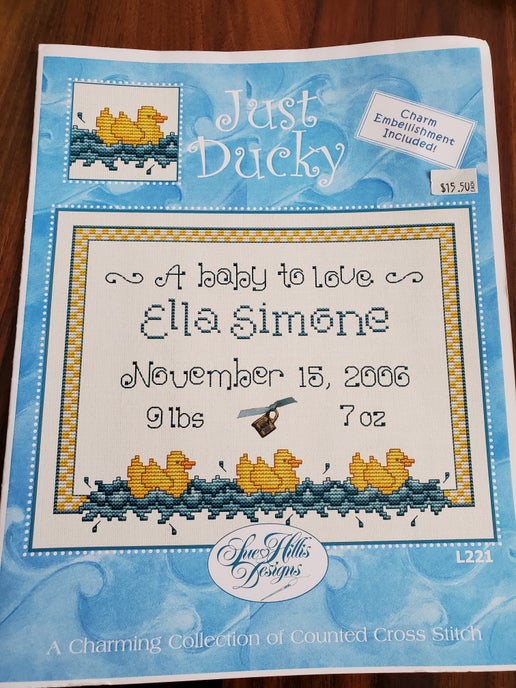 Just
Ducky
Charm
Embellishment
Included!
$15.50
A baby to love
Ella Simone
November 15, 2006
9 lbs 7 oz
Sue Hillis
Designs
L221
A Charming Collection of Counted Cross Stitch